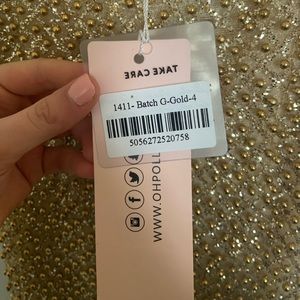 TAKE CARE
1411- Batch G-Gold-4
5056272520758
WWW.OHPOLL